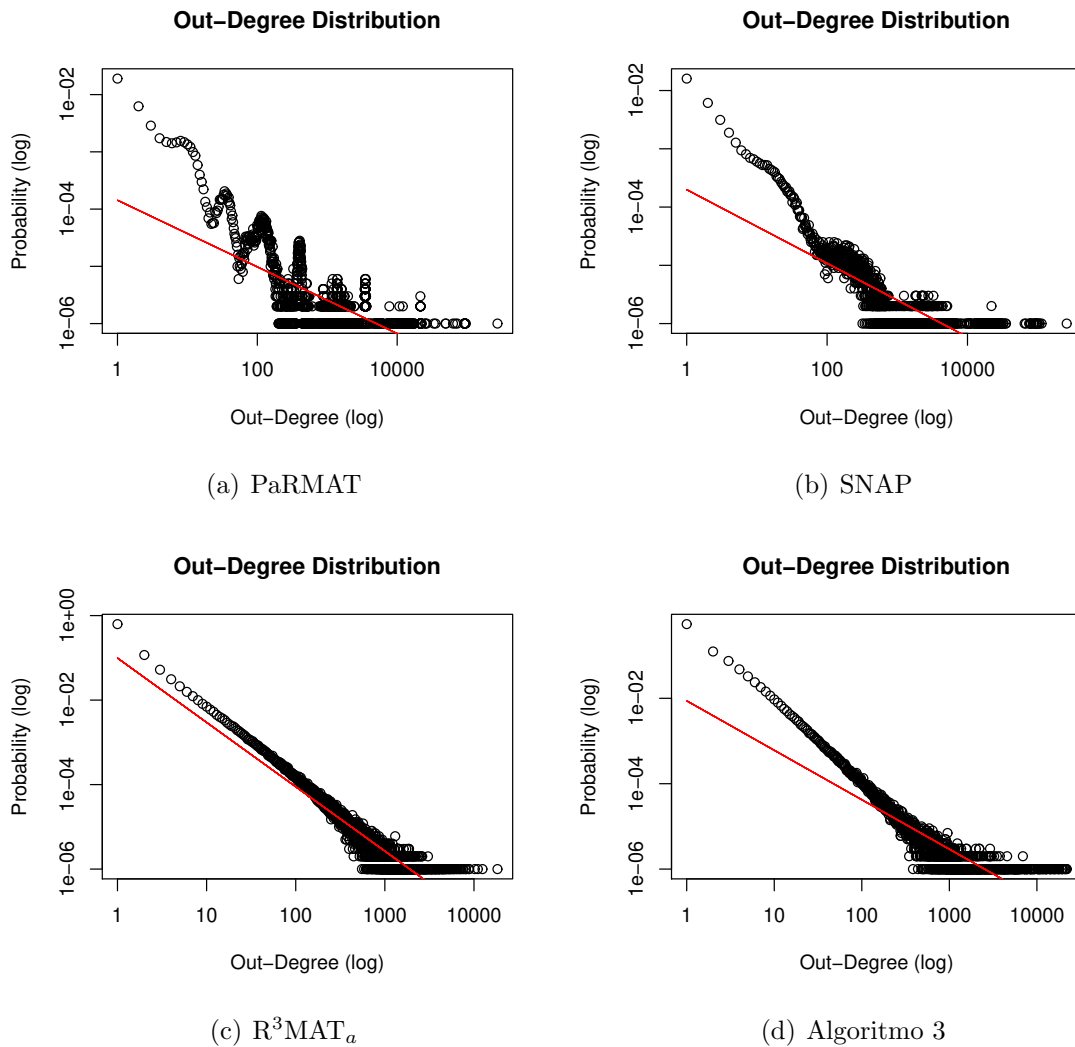 Out−Degree Distribution
Probability (log)
1e−02
1e−04
1e−06
1 100 10000
Out−Degree (log)
(a) PaRMAT
Out−Degree Distribution
Probability (log)
1e−02
1e−04
1e−06
1 100 10000
Out−Degree (log)
(b) SNAP
Out−Degree Distribution
Probability (log)
1e+00
1e−02
1e−04
1e−06
1 10 100 1000 10000
Out−Degree (log)
(c) R³MATₐ
Out−Degree Distribution
Probability (log)
1e−02
1e−04
1e−06
1 10 100 1000 10000
Out−Degree (log)
(d) Algoritmo 3